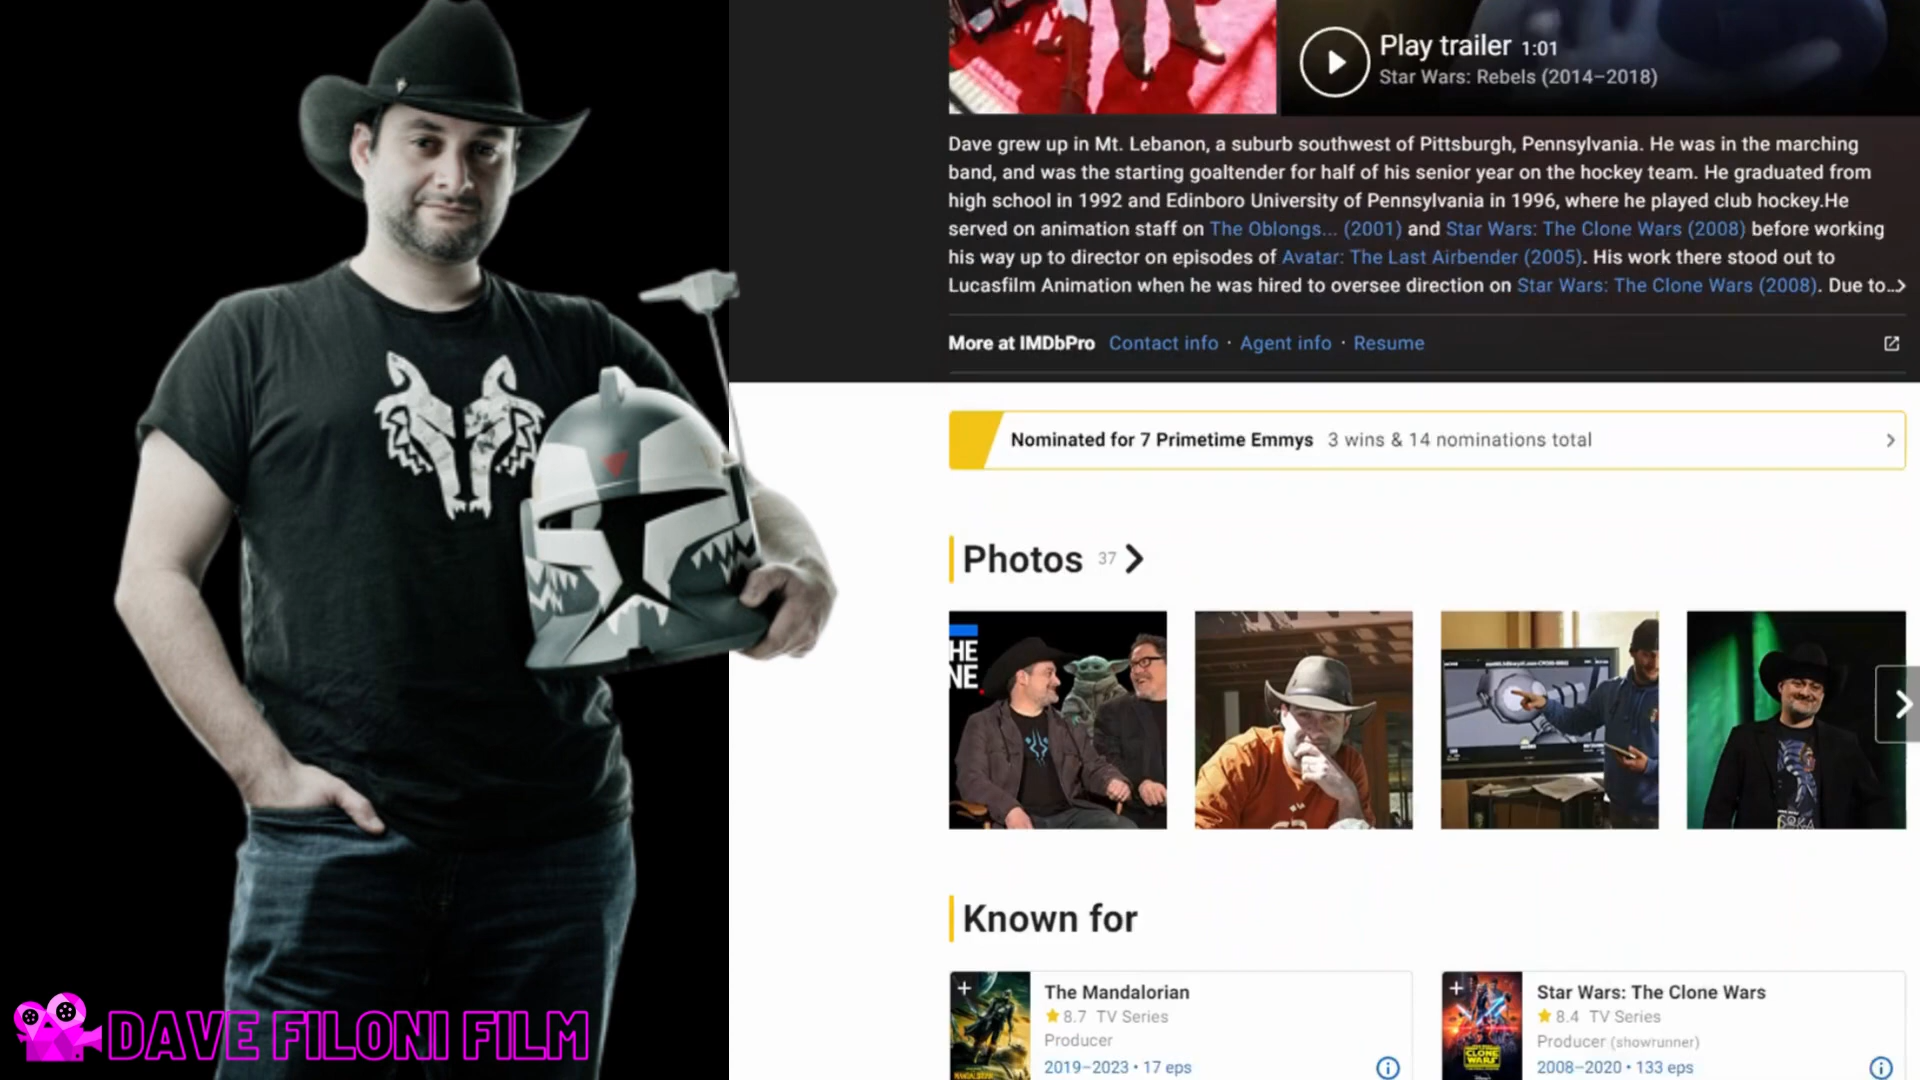 Play trailer 1:01
Star Wars: Rebels (2014–2018)
Dave grew up in Mt. Lebanon, a suburb southwest of Pittsburgh, Pennsylvania. He was in the marching
band, and was the starting goaltender for half of his senior year on the hockey team. He graduated from
high school in 1992 and Edinboro University of Pennsylvania in 1996, where he played club hockey.He
served on animation staff on The Oblongs... (2001) and Star Wars: The Clone Wars (2008) before working
his way up to director on episodes of Avatar: The Last Airbender (2005). His work there stood out to
Lucasfilm Animation when he was hired to oversee direction on Star Wars: The Clone Wars (2008). Due to...
More at IMDbPro Contact info · Agent info · Resume
Nominated for 7 Primetime Emmys 3 wins & 14 nominations total
Photos 37
HE
NE.
Known for
The Mandalorian
8.7 TV Series
Producer
2019–2023 • 17 eps
Star Wars: The Clone Wars
8.4 TV Series
Producer (showrunner)
2008–2020 • 133 eps
CLONE
WARS
DAVE FILONI FILM